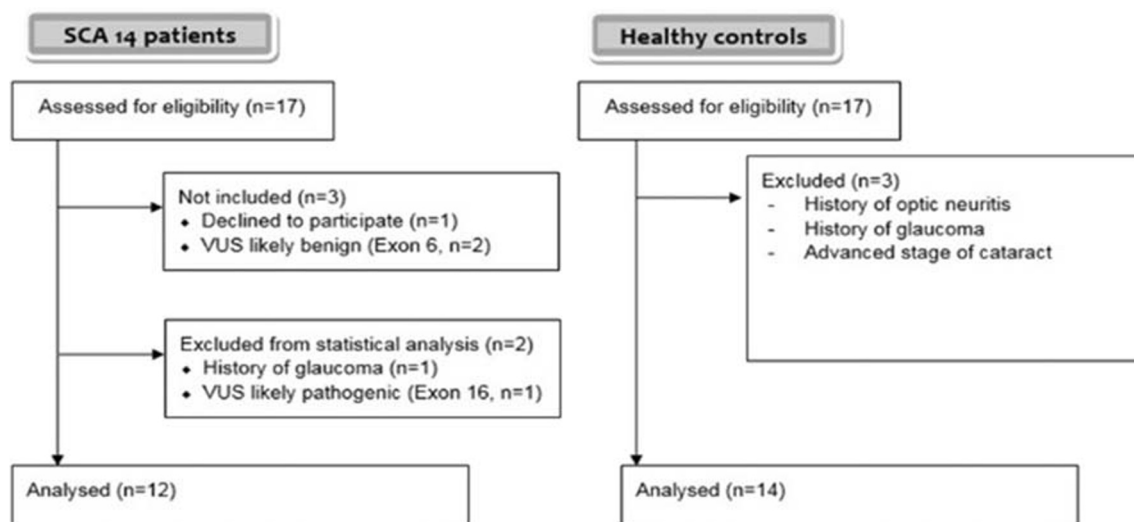 SCA 14 patients
Assessed for eligibility (n=17)
Not included (n=3)
⬥ Declined to participate (n=1)
⬥ VUS likely benign (Exon 6, n=2)
Excluded from statistical analysis (n=2)
⬥ History of glaucoma (n=1)
⬥ VUS likely pathogenic (Exon 16, n=1)
Analysed (n=12)
Healthy controls
Assessed for eligibility (n=17)
Excluded (n=3)
- History of optic neuritis
- History of glaucoma
- Advanced stage of cataract
Analysed (n=14)